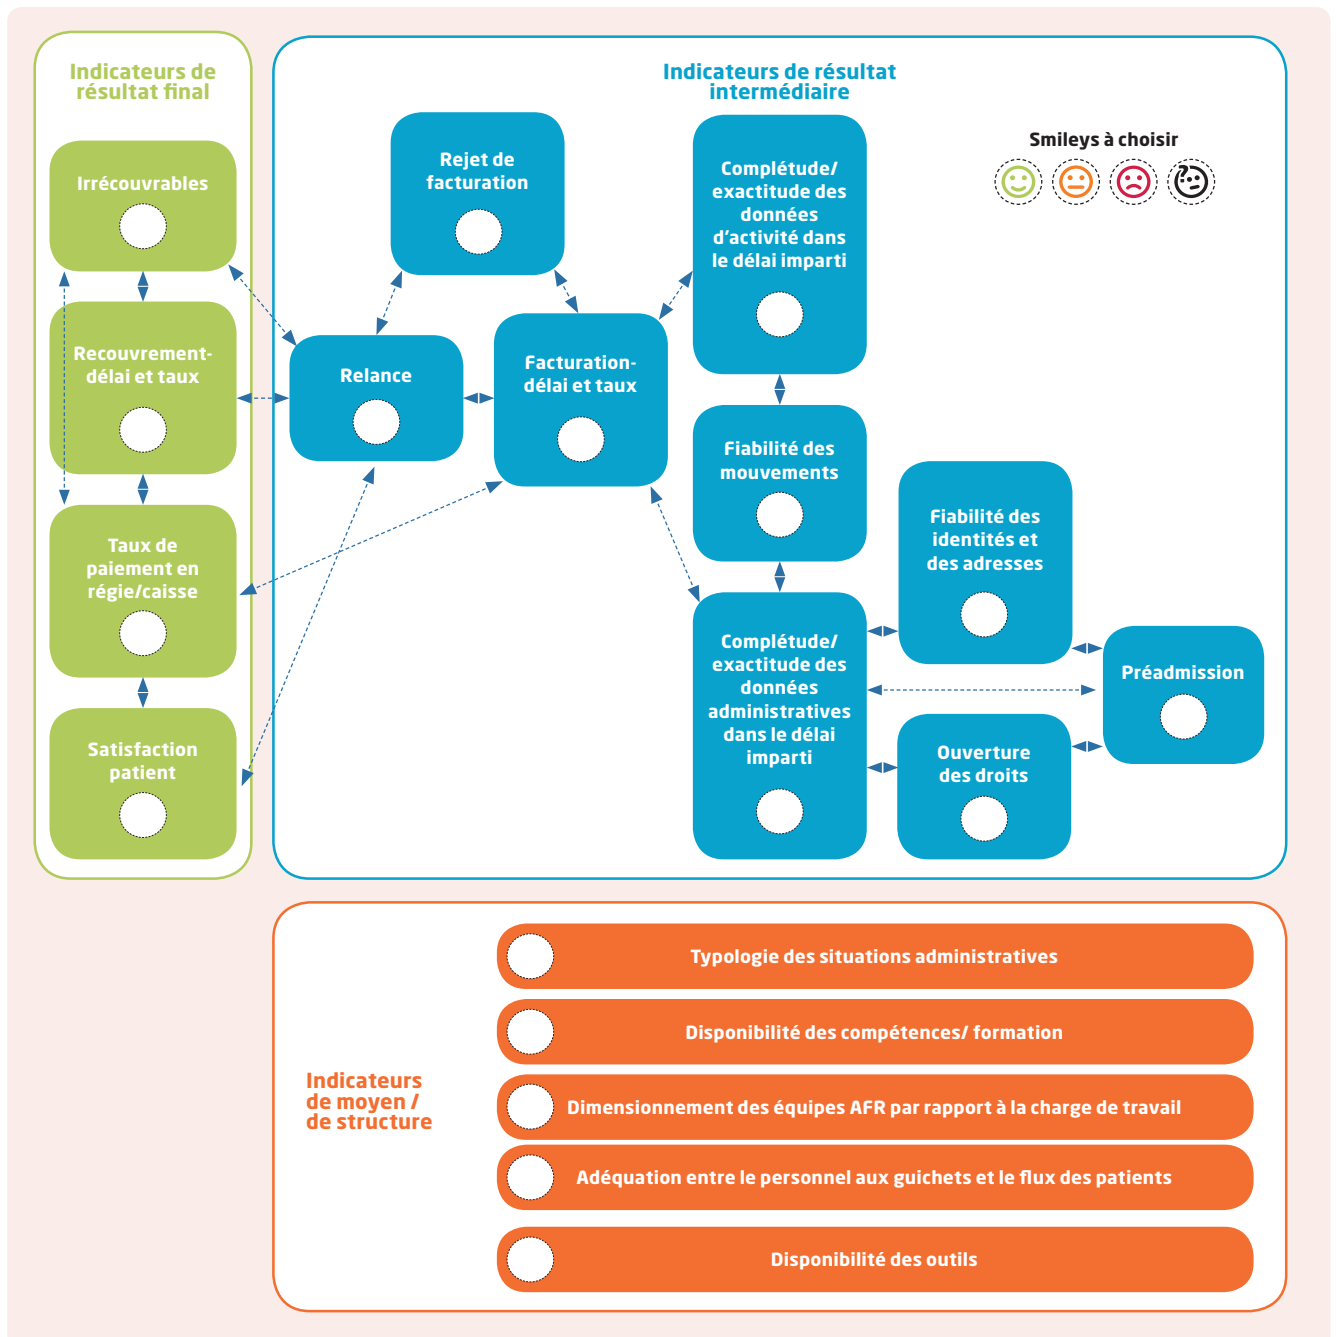 Indicateurs de
résultat final
Irrécouvrables
Recouvrement-
délai et taux
Taux de
paiement en
régie/caisse
Satisfaction
patient
Indicateurs de résultat
intermédiaire
Smileys à choisir
Rejet de
facturation
Relance
Facturation-
délai et taux
Complétude/
exactitude des
données
d'activité dans
le délai imparti
Fiabilité des
mouvements
Complétude/
exactitude des
données
administratives
dans le délai
imparti
Fiabilité des
identités et
des adresses
Ouverture
des droits
Préadmission
Indicateurs
de moyen /
de structure
Typologie des situations administratives
Disponibilité des compétences/ formation
Dimensionnement des équipes AFR par rapport à la charge de travail
Adéquation entre le personnel aux guichets et le flux des patients
Disponibilité des outils